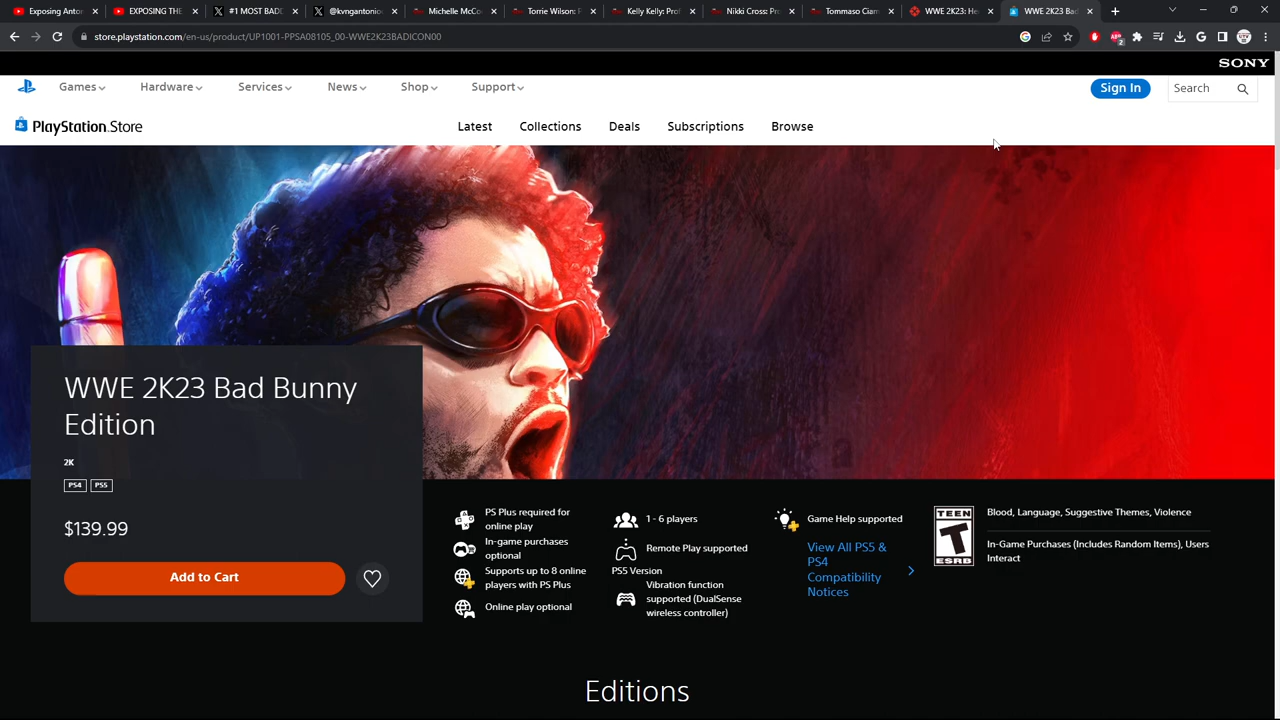 Exposing Anton
EXPOSING THE
#1 MOST BADD
@kvngantonio
Michelle McCo
Torrie Wilson: P
Kelly Kelly: Prof
Nikki Cross: Pro
Tommaso Ciam
WWE 2K23: He
WWE 2K23 Bad
store.playstation.com/en-us/product/UP1001-PPSA08105_00-WWE2K23BADICON00
SONY
Games
Hardware
Services
News
Shop
Support
Sign In
Search
PlayStation.Store
Latest
Collections
Deals
Subscriptions
Browse
WWE 2K23 Bad Bunny
Edition
2K
PS4 PS5
$139.99
Add to Cart
PS Plus required for
online play
In-game purchases
optional
Supports up to 8 online
players with PS Plus
Online play optional
1 - 6 players
Remote Play supported
PS5 Version
Vibration function
supported (DualSense
wireless controller)
Game Help supported
View All PS5 &
PS4
Compatibility
Notices
TEEN
T
ESRB
Blood, Language, Suggestive Themes, Violence
In-Game Purchases (Includes Random Items), Users
Interact
Editions